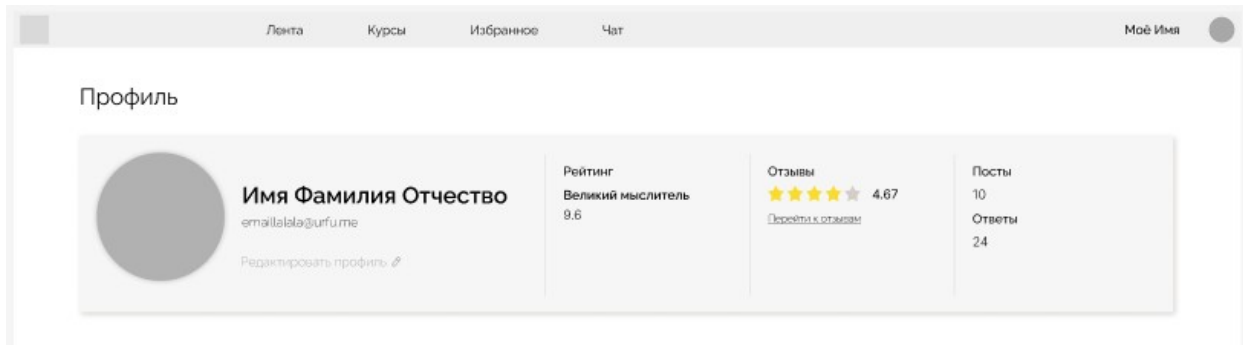 Лента Курсы Избранное Чат Моё Имя
Профиль
Имя Фамилия Отчество
emaillalala@urfu.me
Редактировать профиль
Рейтинг
Великий мыслитель
9.6
Отзывы
4.67
Перейти к отзывам
Посты
10
Ответы
24